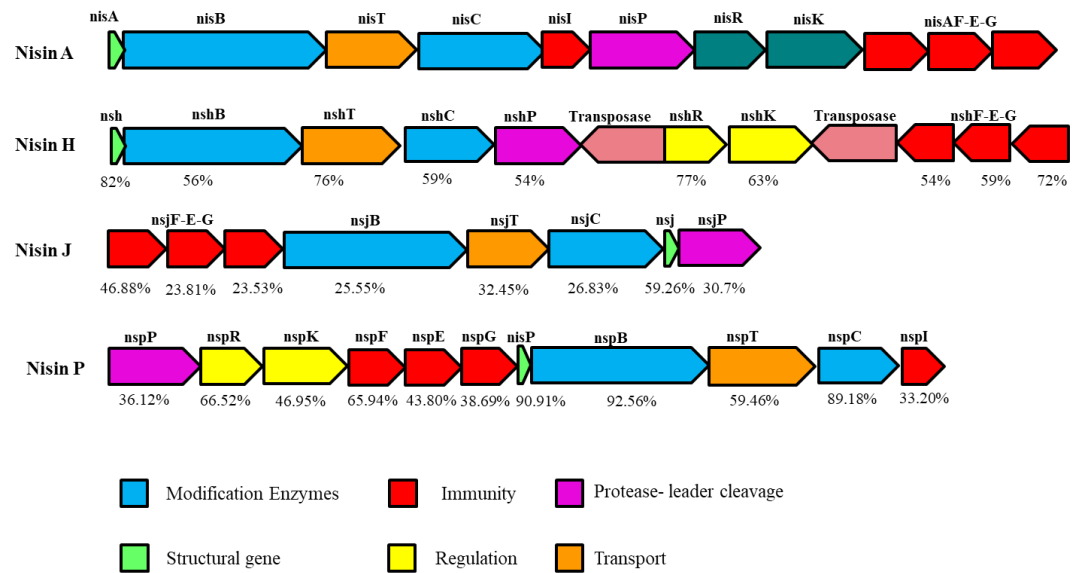 nisA nisB nisT nisC nisI nisP nisR nisK nisAF-E-G
Nisin A
nsh nshB nshT nshC nshP Transposase nshR nshK Transposase nshF-E-G
Nisin H
82% 56% 76% 59% 54% 77% 63% 54% 59% 72%
nsjF-E-G nsjB nsjT nsjC nsj nsjP
Nisin J
46.88% 23.81% 23.53% 25.55% 32.45% 26.83% 59.26% 30.7%
nspP nspR nspK nspF nspE nspG nisP nspB nspT nspC nspI
Nisin P
36.12% 66.52% 46.95% 65.94% 43.80% 38.69% 90.91% 92.56% 59.46% 89.18% 33.20%
Modification Enzymes Immunity Protease- leader cleavage
Structural gene Regulation Transport